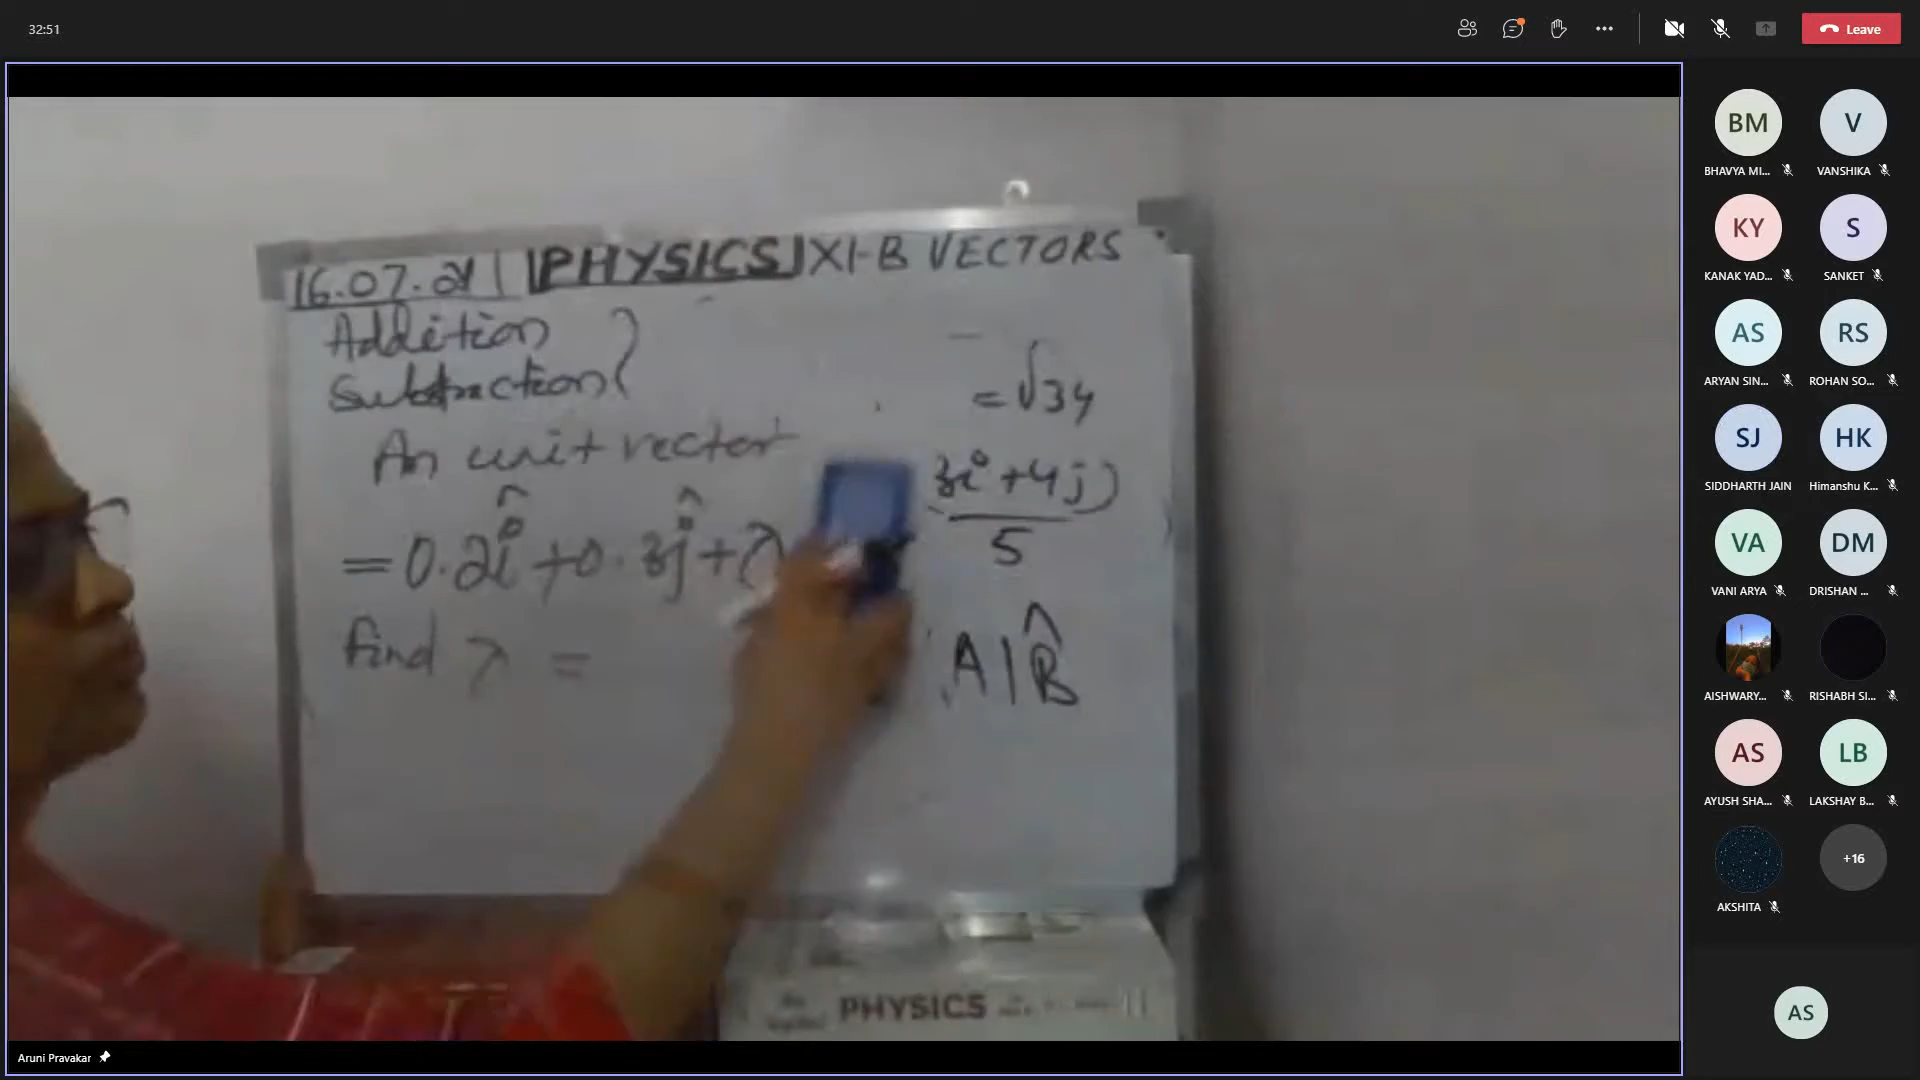 32:51
Leave
16.07.21 | PHYSICS | XI-B VECTORS
Addition
Subtraction
An unit vector
= 0.2î + 0.3ĵ + λ
find λ =
= √34
3i + 4j)
5
A | B̂
PHYSICS
Aruni Pravakar
BM
V
BHAVYA MI...
VANSHIKA
KY
S
KANAK YAD...
SANKET
AS
RS
ARYAN SIN...
ROHAN SO...
SJ
HK
SIDDHARTH JAIN
Himanshu K...
VA
DM
VANI ARYA
DRISHAN ...
AISHWARY...
RISHABH SI...
AS
LB
AYUSH SHA...
LAKSHAY B...
+16
AKSHITA
AS